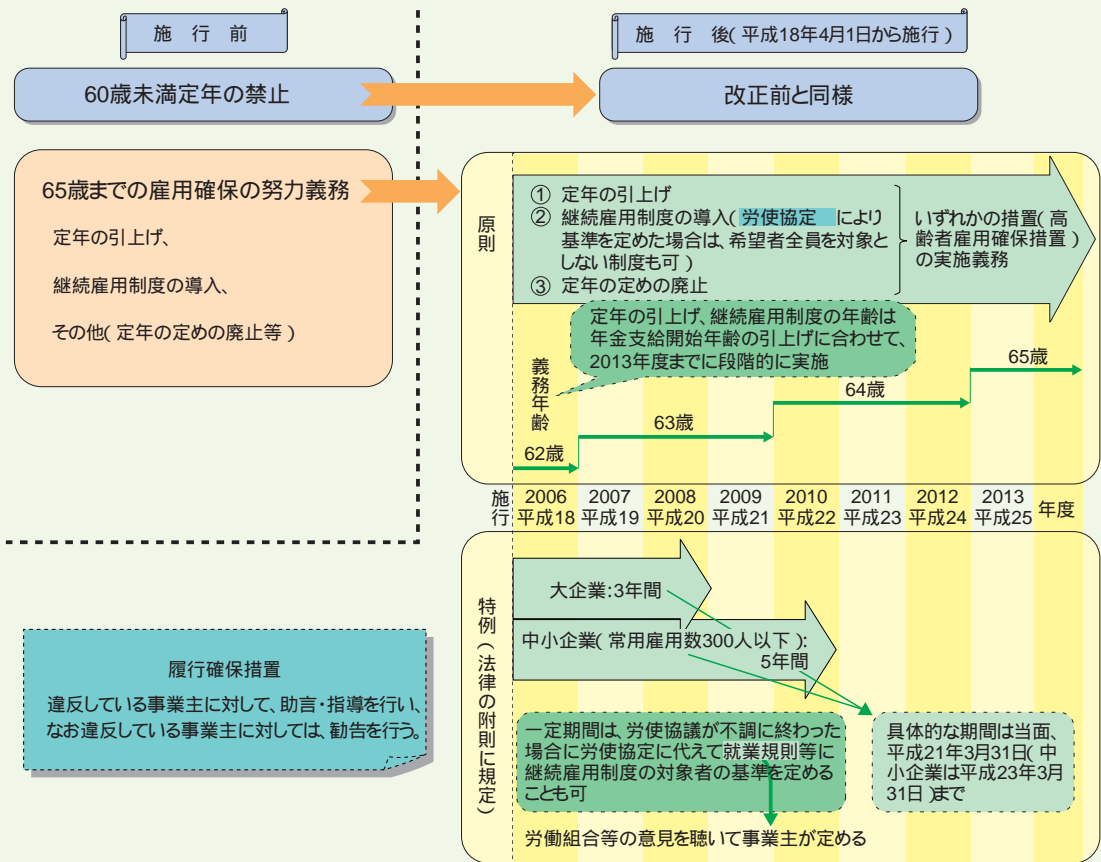 施行前
施行後(平成18年4月1日から施行)
60歳未満定年の禁止
改正前と同様
65歳までの雇用確保の努力義務
定年の引上げ、
継続雇用制度の導入、
その他(定年の定めの廃止等)
原則
① 定年の引上げ
② 継続雇用制度の導入(労使協定により
基準を定めた場合は、希望者全員を対象と
しない制度も可)
③ 定年の定めの廃止
いずれかの措置(高
齢者雇用確保措置)
の実施義務
定年の引上げ、継続雇用制度の年齢は
年金支給開始年齢の引上げに合わせて、
2013年度までに段階的に実施
義務年齢
62歳
63歳
64歳
65歳
施行
2006 2007 2008 2009 2010 2011 2012 2013
平成18 平成19 平成20 平成21 平成22 平成23 平成24 平成25
年度
特例(法律の附則に規定)
大企業:3年間
中小企業(常用雇用数300人以下):
5年間
一定期間は、労使協議が不調に終わった
場合に労使協定に代えて就業規則等に
継続雇用制度の対象者の基準を定める
ことも可
具体的な期間は当面、
平成21年3月31日(中
小企業は平成23年3月
31日)まで
労働組合等の意見を聴いて事業主が定める
履行確保措置
違反している事業主に対して、助言・指導を行い、
なお違反している事業主に対しては、勧告を行う。